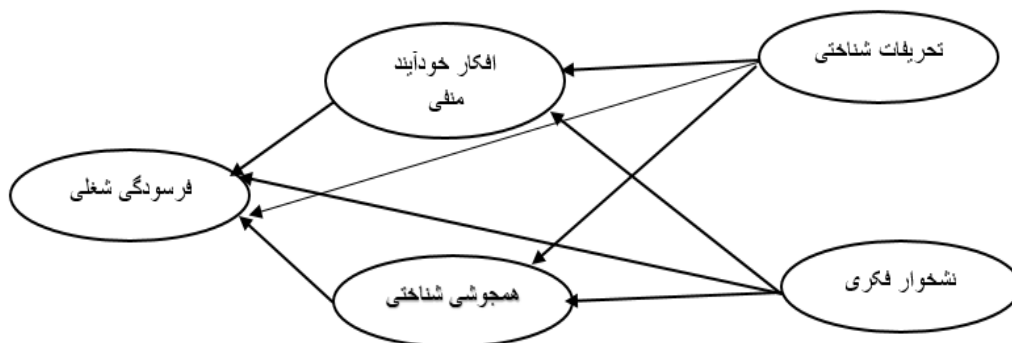 تحریفات شناختی
افکار خودآیند
منفی
فرسودگی شغلی
نشخوار فکری
همجوشی شناختی